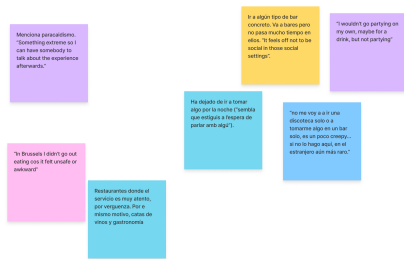 Menciona paracaidismo.
"Something extreme so I
can have somebody to
talk about the experience
afterwards."
Ir a algún tipo de bar
concreto. Va a bares pero
no pasa mucho tiempo en
ellos. "It feels off not to be
social in those social
settings".
"I wouldn't go partying on
my own, maybe for a
drink, but not partying"
Ha dejado de ir a tomar
algo por la noche ("sembla
que estiguis a l'espera de
parlar amb algú").
"no me voy a a ir una
discoteca solo o a
tomarme algo en un bar
solo, es un poco creepy...
si no lo hago aquí, en el
extranjero aún más raro."
"In Brussels I didn't go out
eating cos it felt unsafe or
awkward"
Restaurantes donde el
servicio es muy atento,
por verguenza. Por e
mismo motivo, catas de
vinos y gastronomía